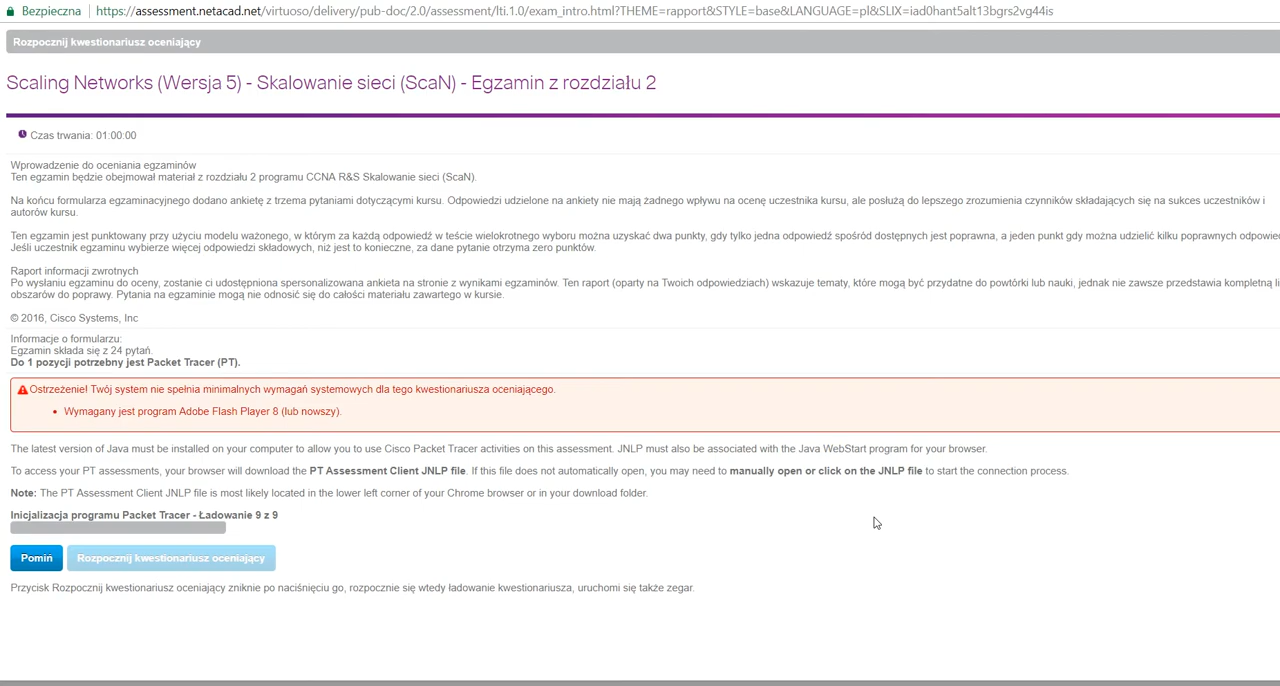 Bezpieczna
https://assessment.netacad.net/virtuoso/delivery/pub-doc/2.0/assessment/lti.1.0/exam_intro.html?THEME=rapport&STYLE=base&LANGUAGE=pl&SLIX=iad0hant5alt13bgrs2vg44is
Rozpocznij kwestionariusz oceniający
Scaling Networks (Wersja 5) - Skalowanie sieci (ScaN) - Egzamin z rozdziału 2
Czas trwania: 01:00:00
Wprowadzenie do oceniania egzaminów
Ten egzamin będzie obejmował materiał z rozdziału 2 programu CCNA R&S Skalowanie sieci (ScaN).
Na końcu formularza egzaminacyjnego dodano ankietę z trzema pytaniami dotyczącymi kursu. Odpowiedzi udzielone na ankiety nie mają żadnego wpływu na ocenę uczestnika kursu, ale posłużą do lepszego zrozumienia czynników składających się na sukces uczestników i
autorów kursu.
Ten egzamin jest punktowany przy użyciu modelu ważonego, w którym za każdą odpowiedź w teście wielokrotnego wyboru można uzyskać dwa punkty, gdy tylko jedna odpowiedź spośród dostępnych jest poprawna, a jeden punkt gdy można udzielić kilku poprawnych odpowiec
Jeśli uczestnik egzaminu wybierze więcej odpowiedzi składowych, niż jest to konieczne, za dane pytanie otrzyma zero punktów.
Raport informacji zwrotnych
Po wysłaniu egzaminu do oceny, zostanie ci udostępniona spersonalizowana ankieta na stronie z wynikami egzaminów. Ten raport (oparty na Twoich odpowiedziach) wskazuje tematy, które mogą być przydatne do powtórki lub nauki, jednak nie zawsze przedstawia kompletną li
obszarów do poprawy. Pytania na egzaminie mogą nie odnosić się do całości materiału zawartego w kursie.
© 2016, Cisco Systems, Inc
Informacje o formularzu:
Egzamin składa się z 24 pytań.
Do 1 pozycji potrzebny jest Packet Tracer (PT).
Ostrzeżenie! Twój system nie spełnia minimalnych wymagań systemowych dla tego kwestionariusza oceniającego.
• Wymagany jest program Adobe Flash Player 8 (lub nowszy).
The latest version of Java must be installed on your computer to allow you to use Cisco Packet Tracer activities on this assessment. JNLP must also be associated with the Java WebStart program for your browser.
To access your PT assessments, your browser will download the PT Assessment Client JNLP file. If this file does not automatically open, you may need to manually open or click on the JNLP file to start the connection process.
Note: The PT Assessment Client JNLP file is most likely located in the lower left corner of your Chrome browser or in your download folder.
Inicjalizacja programu Packet Tracer - Ładowanie 9 z 9
Pomiń
Rozpocznij kwestionariusz oceniający
Przycisk Rozpocznij kwestionariusz oceniający zniknie po naciśnięciu go, rozpocznie się wtedy ładowanie kwestionariusza, uruchomi się także zegar.